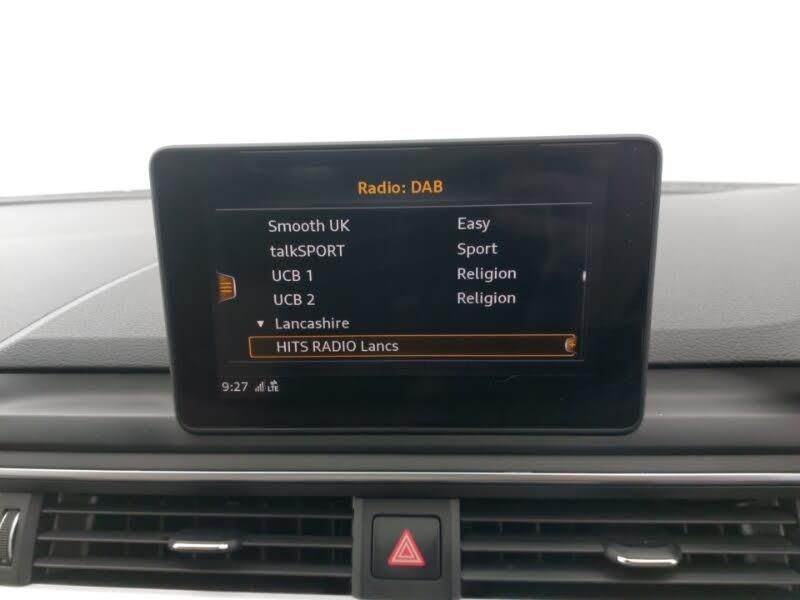 Radio: DAB
Smooth UK Easy
talkSPORT Sport
UCB 1 Religion
UCB 2 Religion
▼ Lancashire
HITS RADIO Lancs
9:27 LTE